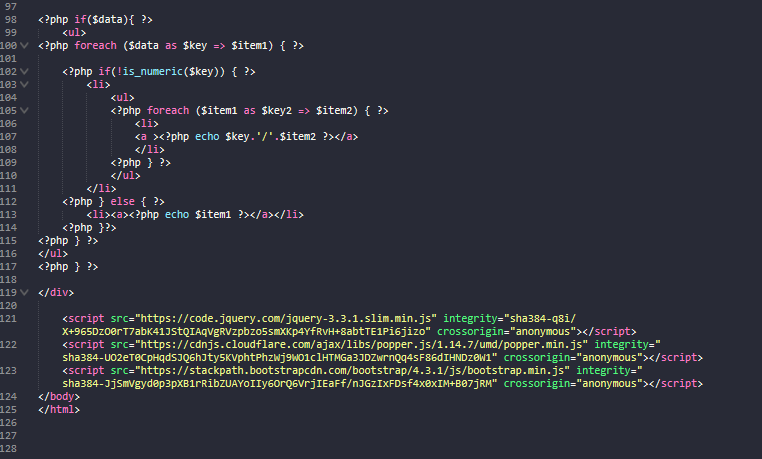 97
98 <?php if($data){ ?>
99 <ul>
100 <?php foreach ($data as $key => $item1) { ?>
101
102 <?php if(!is_numeric($key)) { ?>
103 <li>
104 <ul>
105 <?php foreach ($item1 as $key2 => $item2) { ?>
106 <li>
107 <a ><?php echo $key.'/'.$item2 ?></a>
108 </li>
109 <?php } ?>
110 </ul>
111 </li>
112 <?php } else { ?>
113 <li><a><?php echo $item1 ?></a></li>
114 <?php }?>
115 <?php } ?>
116 </ul>
117 <?php } ?>
118
119 </div>
120
121 <script src="https://code.jquery.com/jquery-3.3.1.slim.min.js" integrity="sha384-q8i/
X+965DzO0rT7abK41JStQIAqVgRVzpbzo5smXKp4YfRvH+8abtTE1Pi6jizo" crossorigin="anonymous"></script>
122 <script src="https://cdnjs.cloudflare.com/ajax/libs/popper.js/1.14.7/umd/popper.min.js" integrity="
sha384-UO2eT0CpHqdSJQ6hJty5KVphtPhzWj9WO1clHTMGa3JDZwrnQq4sF86dIHNDz0W1" crossorigin="anonymous"></script>
123 <script src="https://stackpath.bootstrapcdn.com/bootstrap/4.3.1/js/bootstrap.min.js" integrity="
sha384-JjSmVgyd0p3pXB1rRibZUAYoIIy6OrQ6VrjIEaFf/nJGzIxFDsf4x0xIM+B07jRM" crossorigin="anonymous"></script>
124 </body>
125 </html>
126
127
128